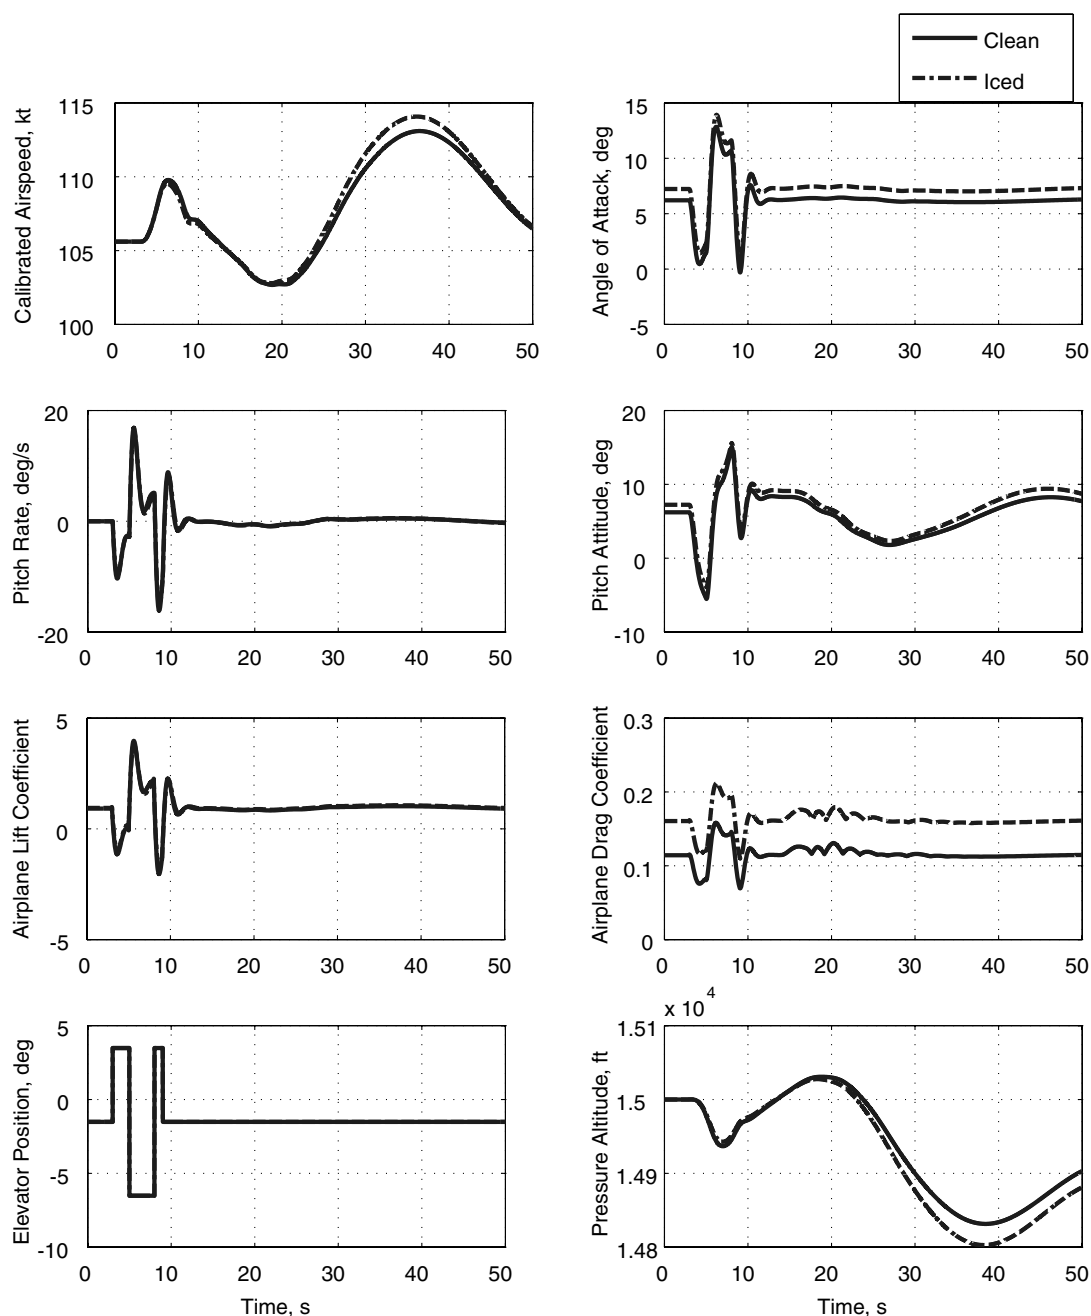 Clean
Iced
Calibrated Airspeed, kt
115
110
105
100
0 10 20 30 40 50
Angle of Attack, deg
15
10
5
0
-5
0 10 20 30 40 50
Pitch Rate, deg/s
20
0
-20
0 10 20 30 40 50
Pitch Attitude, deg
20
10
0
-10
0 10 20 30 40 50
Airplane Lift Coefficient
5
0
-5
0 10 20 30 40 50
Airplane Drag Coefficient
0.3
0.2
0.1
0
0 10 20 30 40 50
Elevator Position, deg
5
0
-5
-10
0 10 20 30 40 50
Time, s
x 10 4
Pressure Altitude, ft
1.51
1.5
1.49
1.48
0 10 20 30 40 50
Time, s